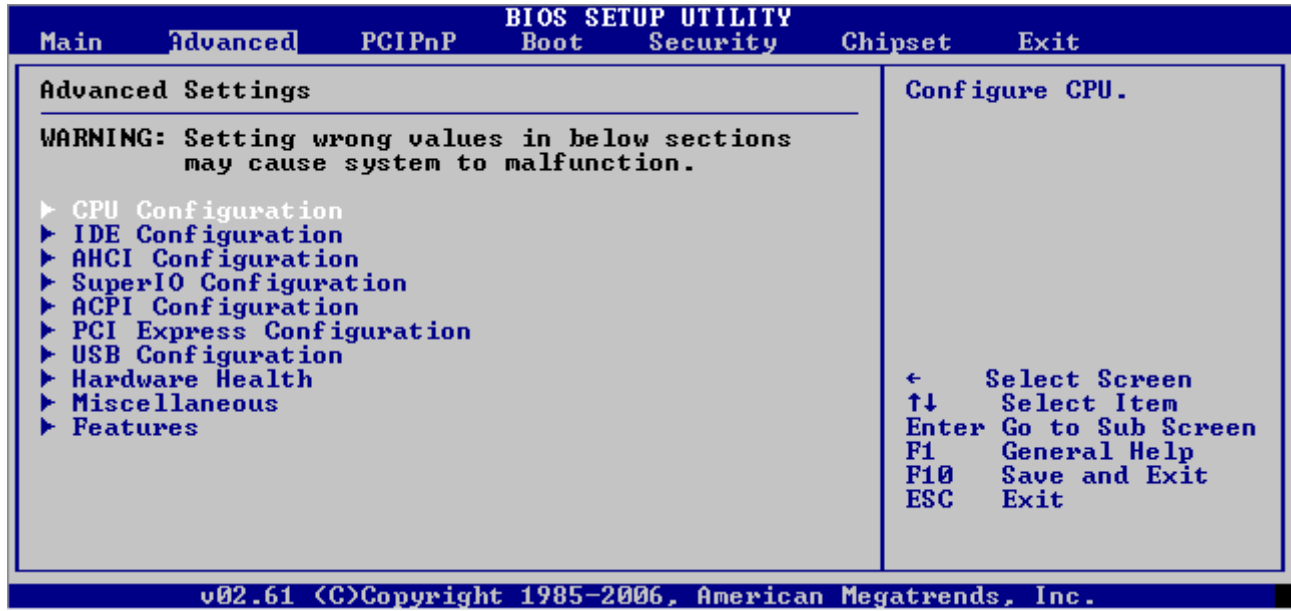 BIOS SETUP UTILITY
Main Advanced PCIPnP Boot Security Chipset Exit
Advanced Settings
WARNING: Setting wrong values in below sections
may cause system to malfunction.
▶ CPU Configuration
▶ IDE Configuration
▶ AHCI Configuration
▶ SuperIO Configuration
▶ ACPI Configuration
▶ PCI Express Configuration
▶ USB Configuration
▶ Hardware Health
▶ Miscellaneous
▶ Features
Configure CPU.
← Select Screen
↑↓ Select Item
Enter Go to Sub Screen
F1 General Help
F10 Save and Exit
ESC Exit
v02.61 (C)Copyright 1985-2006, American Megatrends, Inc.